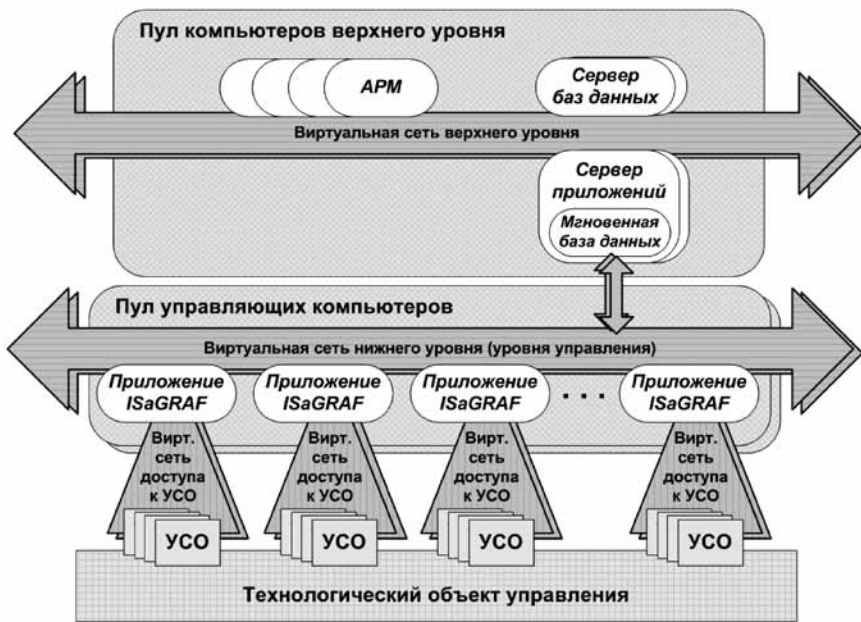 Пул компьютеров верхнего уровня
АРМ
Сервер
баз данных
Виртуальная сеть верхнего уровня
Сервер
приложений
Мгновенная
база данных
Пул управляющих компьютеров
Виртуальная сеть нижнего уровня (уровня управления)
Приложение
ISaGRAF
Приложение
ISaGRAF
Приложение
ISaGRAF
. . .
Приложение
ISaGRAF
Вирт.
сеть
доступа
к УСО
Вирт.
сеть
доступа
к УСО
Вирт.
сеть
доступа
к УСО
Вирт.
сеть
доступа
к УСО
УСО
УСО
УСО
УСО
Технологический объект управления